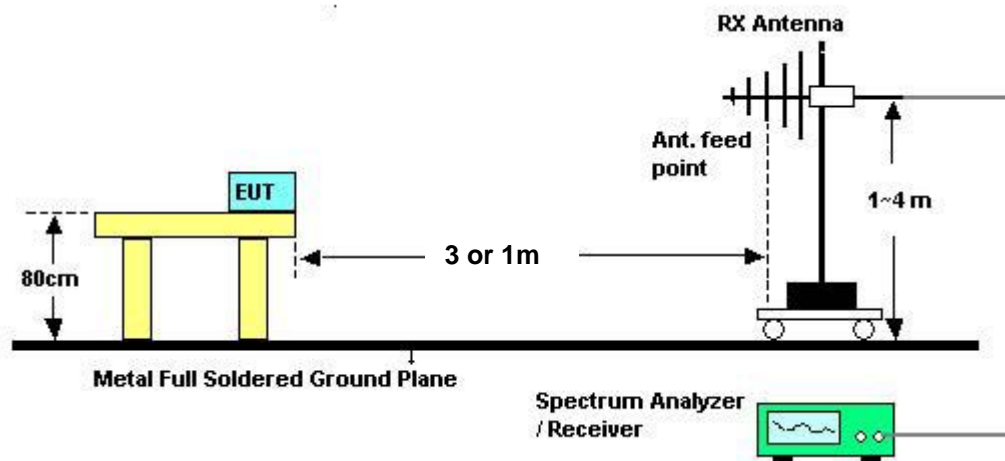 RX Antenna
Ant. feed
point
EUT
1~4 m
3 or 1m
80cm
Metal Full Soldered Ground Plane
Spectrum Analyzer
/ Receiver